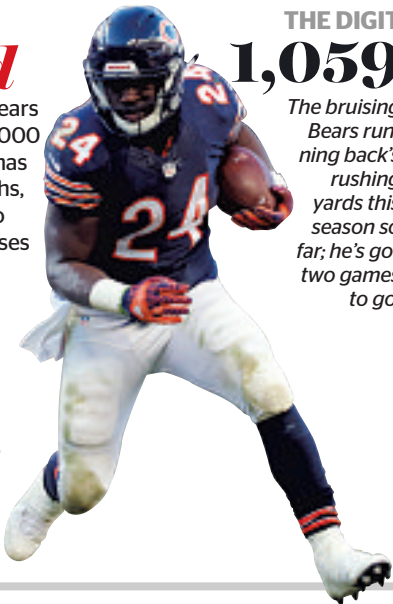 d
ears
000
has
hs,
o
ses
THE DIGIT
1,059
The bruising
Bears run
ning back's
rushing
yards this
season so
far; he's go
two games
to go
24
24
24